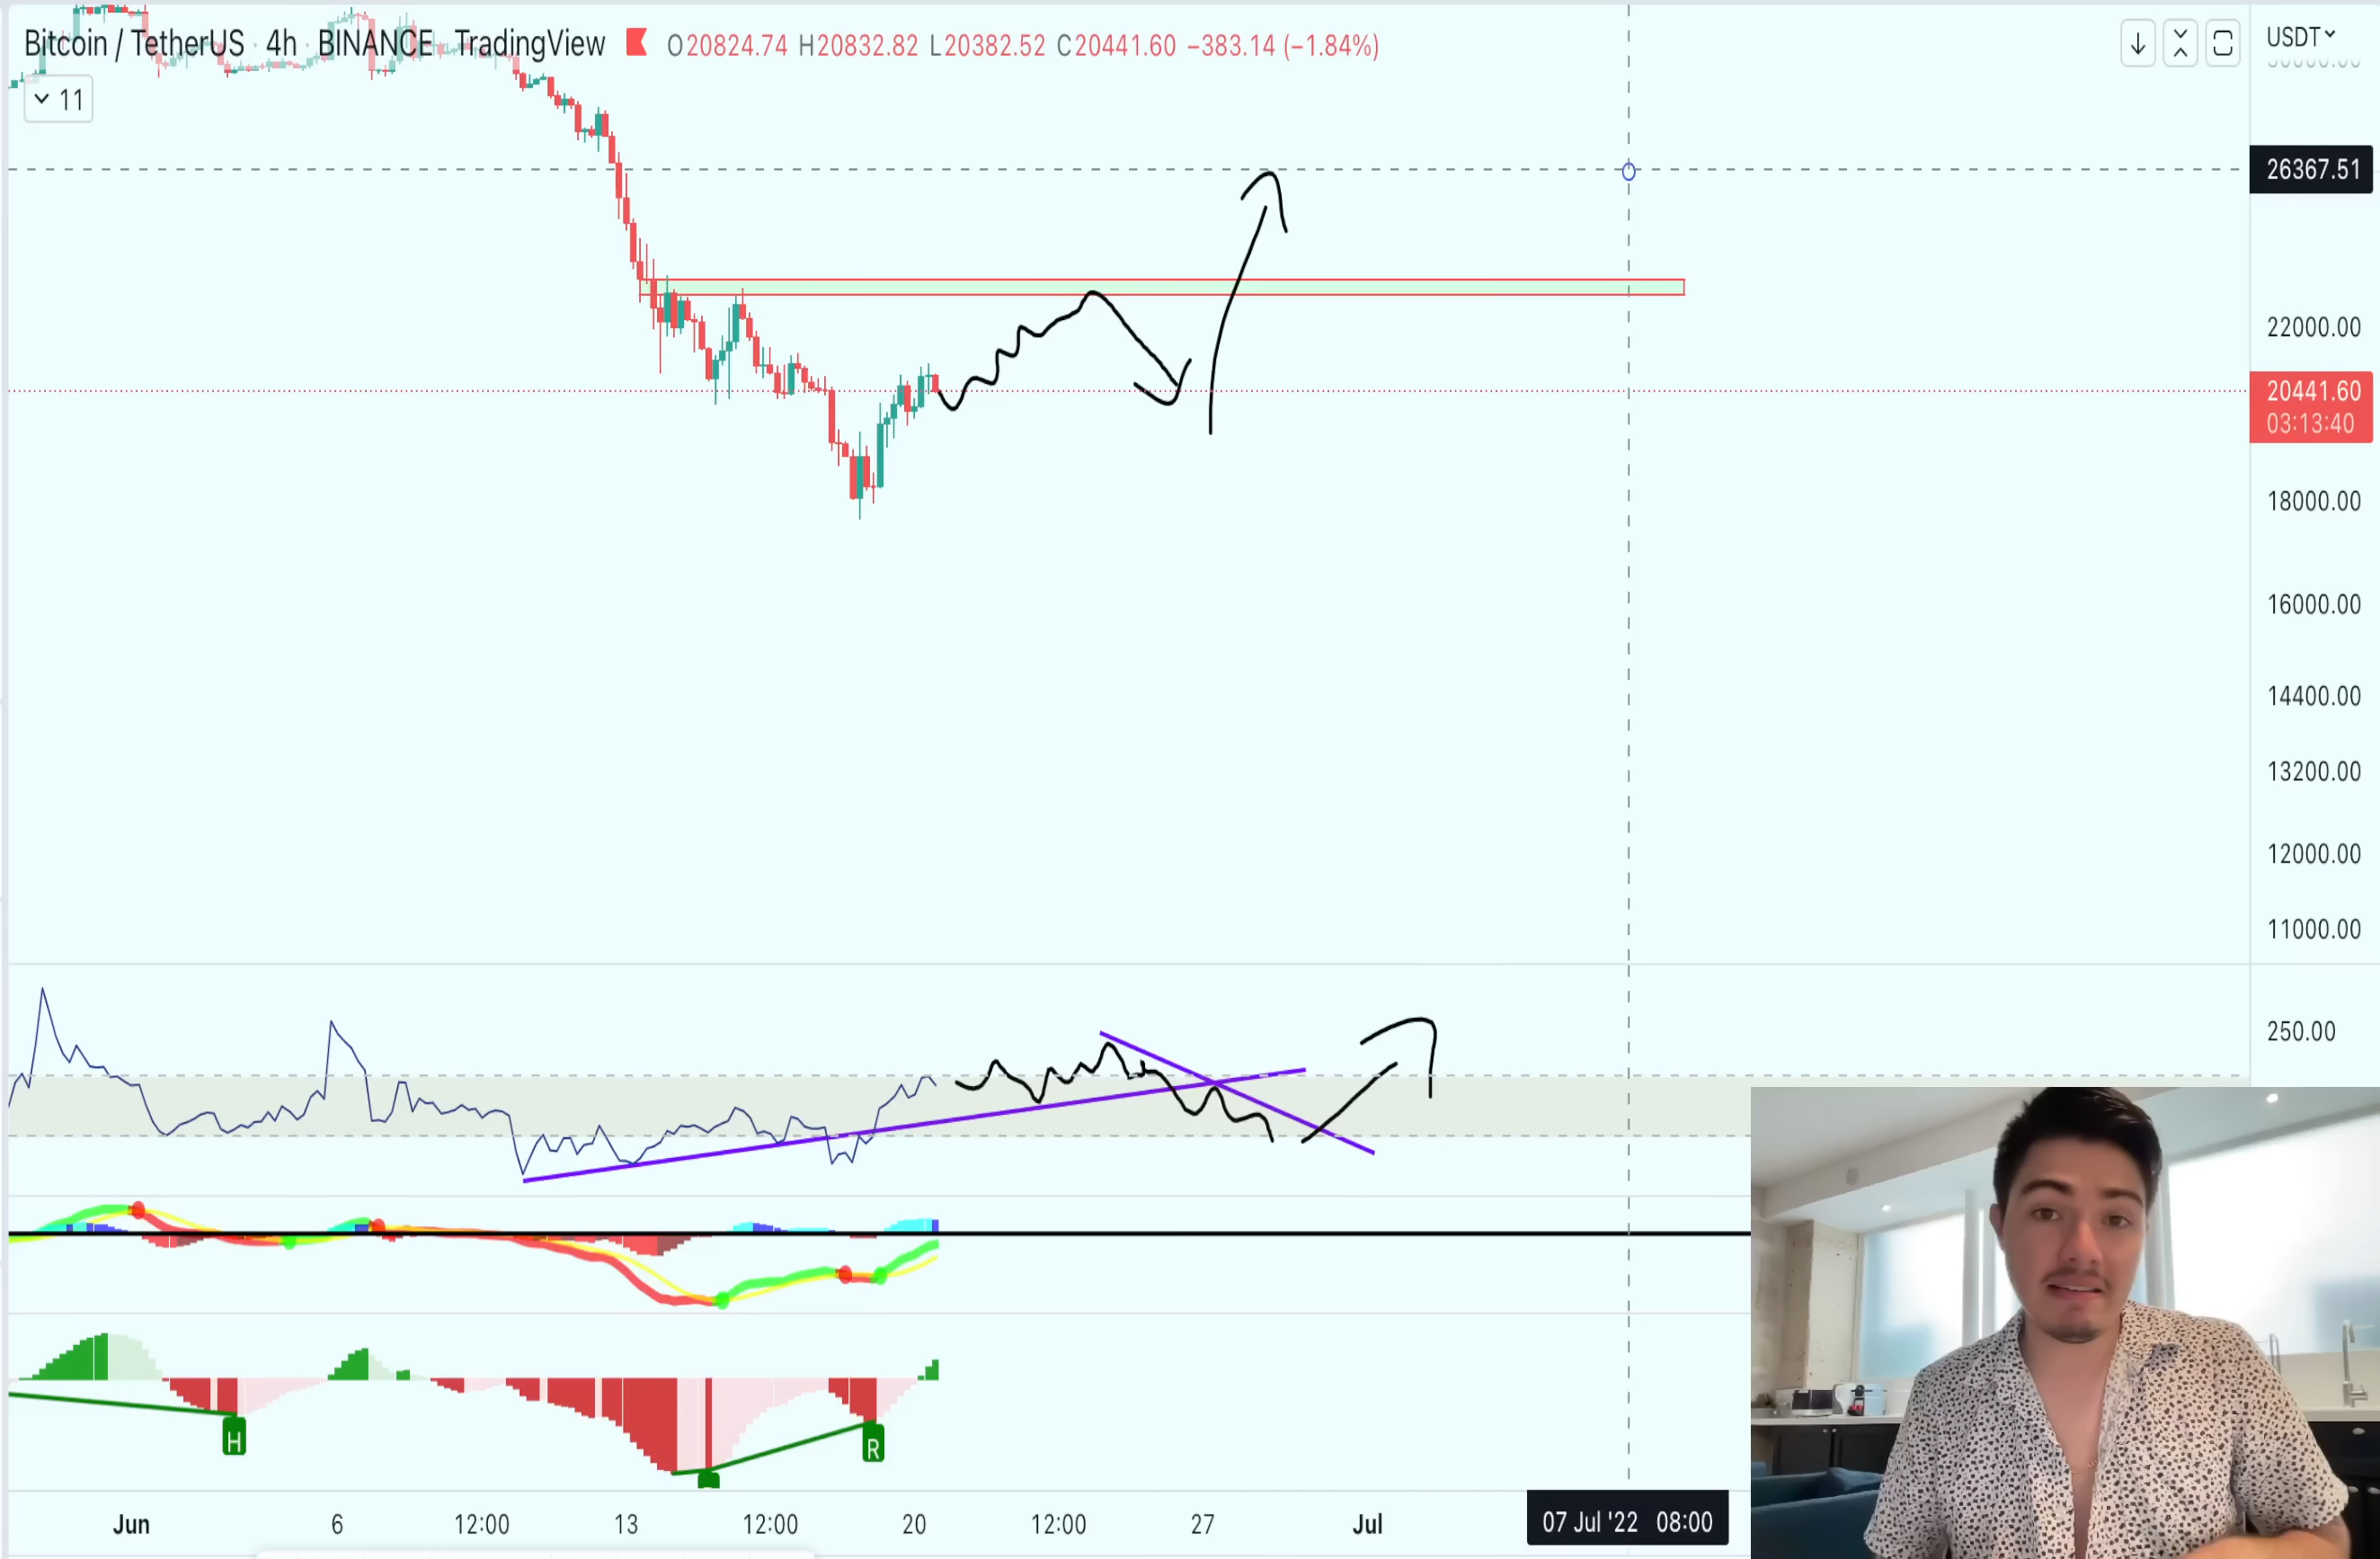 Bitcoin / TetherUS · 4h · BINANCE · TradingView O20824.74 H20832.82 L20382.52 C20441.60 −383.14 (−1.84%)
USDT
11
26367.51
22000.00
20441.60
03:13:40
18000.00
16000.00
14400.00
13200.00
12000.00
11000.00
250.00
H
R
Jun 6 12:00 13 12:00 20 12:00 27 Jul 07 Jul '22 08:00